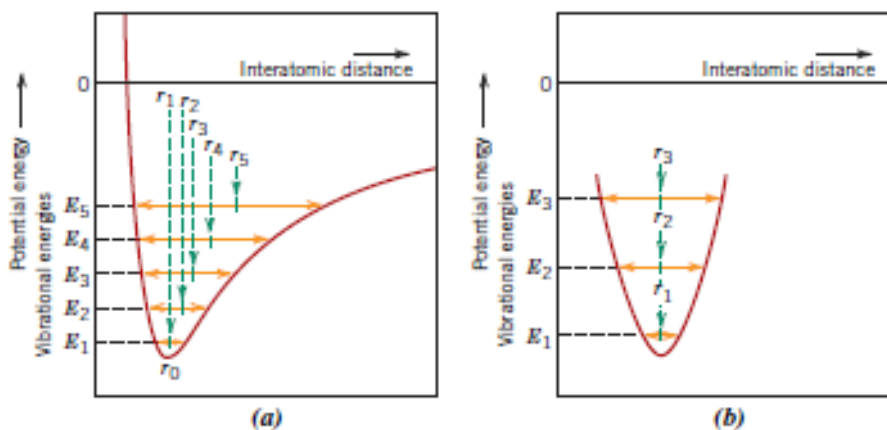 Interatomic distance
0
r1
r2
r3
r4
r5
Potential energy
Vibrational energies
E5
E4
E3
E2
E1
r0
(a)
Interatomic distance
0
r3
r2
r1
Potential energy
Vibrational energies
E3
E2
E1
(b)